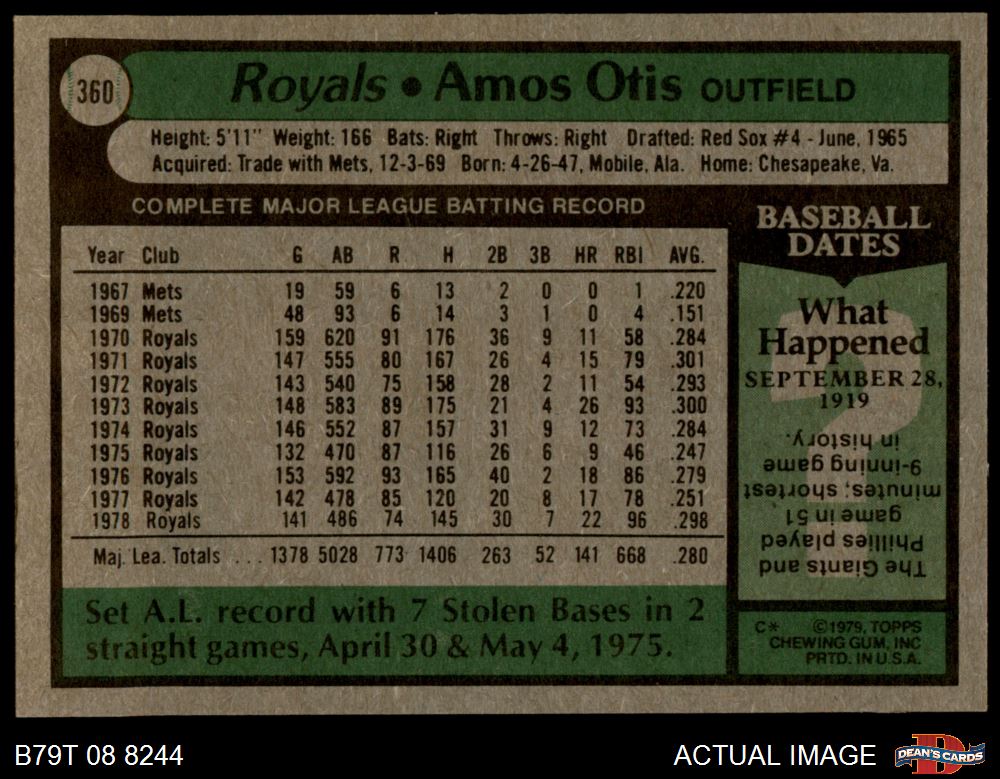 360
Royals • Amos Otis OUTFIELD
Height: 5'11" Weight: 166 Bats: Right Throws: Right Drafted: Red Sox #4 - June, 1965
Acquired: Trade with Mets, 12-3-69 Born: 4-26-47, Mobile, Ala. Home: Chesapeake, Va.
COMPLETE MAJOR LEAGUE BATTING RECORD
Year Club G AB R H 2B 3B HR RBI AVG.
1967 Mets 19 59 6 13 2 0 0 1 .220
1969 Mets 48 93 6 14 3 1 0 4 .151
1970 Royals 159 620 91 176 36 9 11 58 .284
1971 Royals 147 555 80 167 26 4 15 79 .301
1972 Royals 143 540 75 158 28 2 11 54 .293
1973 Royals 148 583 89 175 21 4 26 93 .300
1974 Royals 146 552 87 157 31 9 12 73 .284
1975 Royals 132 470 87 116 26 6 9 46 .247
1976 Royals 153 592 93 165 40 2 18 86 .279
1977 Royals 142 478 85 120 20 8 17 78 .251
1978 Royals 141 486 74 145 30 7 22 96 .298
Maj. Lea. Totals . . . 1378 5028 773 1406 263 52 141 668 .280
Set A.L. record with 7 Stolen Bases in 2
straight games, April 30 & May 4, 1975.
BASEBALL
DATES
What
Happened
SEPTEMBER 28,
1919
The Giants and
Phillies played
game in 51
minutes; shortest
9-inning game
in history.
C* ©1979, TOPPS
CHEWING GUM, INC
PRTD. IN U.S.A.
B79T 08 8244
ACTUAL IMAGE
DEAN'S CARDS